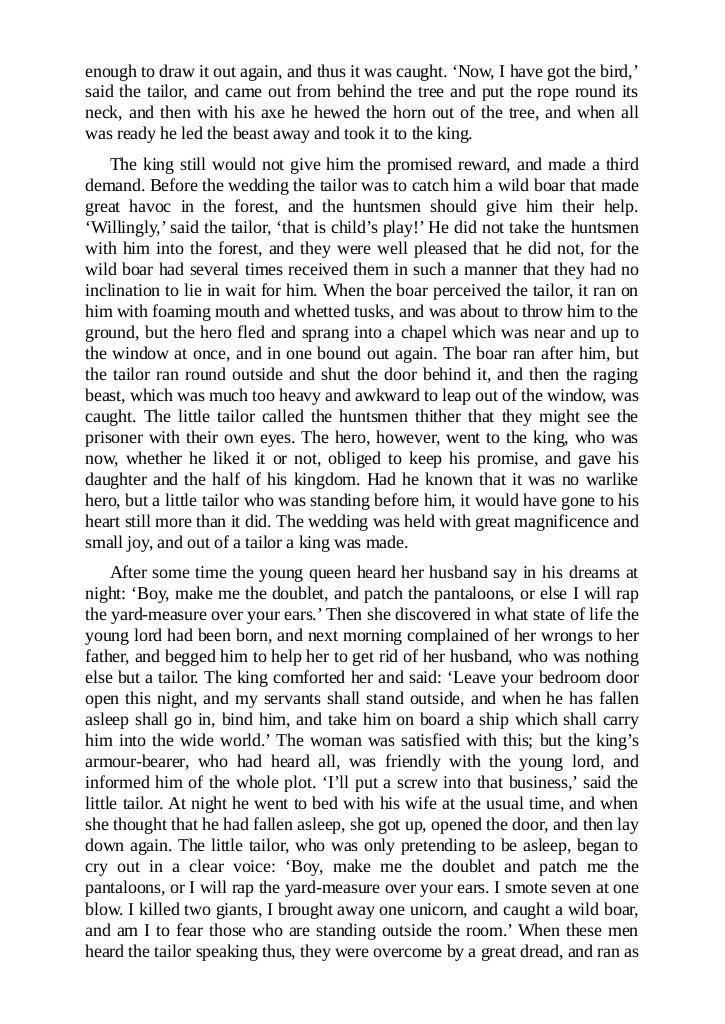 enough to draw it out again, and thus it was caught. ‘Now, I have got the bird,’
said the tailor, and came out from behind the tree and put the rope round its
neck, and then with his axe he hewed the horn out of the tree, and when all
was ready he led the beast away and took it to the king.
The king still would not give him the promised reward, and made a third
demand. Before the wedding the tailor was to catch him a wild boar that made
great havoc in the forest, and the huntsmen should give him their help.
‘Willingly,’ said the tailor, ‘that is child’s play!’ He did not take the huntsmen
with him into the forest, and they were well pleased that he did not, for the
wild boar had several times received them in such a manner that they had no
inclination to lie in wait for him. When the boar perceived the tailor, it ran on
him with foaming mouth and whetted tusks, and was about to throw him to the
ground, but the hero fled and sprang into a chapel which was near and up to
the window at once, and in one bound out again. The boar ran after him, but
the tailor ran round outside and shut the door behind it, and then the raging
beast, which was much too heavy and awkward to leap out of the window, was
caught. The little tailor called the huntsmen thither that they might see the
prisoner with their own eyes. The hero, however, went to the king, who was
now, whether he liked it or not, obliged to keep his promise, and gave his
daughter and the half of his kingdom. Had he known that it was no warlike
hero, but a little tailor who was standing before him, it would have gone to his
heart still more than it did. The wedding was held with great magnificence and
small joy, and out of a tailor a king was made.
After some time the young queen heard her husband say in his dreams at
night: ‘Boy, make me the doublet, and patch the pantaloons, or else I will rap
the yard-measure over your ears.’ Then she discovered in what state of life the
young lord had been born, and next morning complained of her wrongs to her
father, and begged him to help her to get rid of her husband, who was nothing
else but a tailor. The king comforted her and said: ‘Leave your bedroom door
open this night, and my servants shall stand outside, and when he has fallen
asleep shall go in, bind him, and take him on board a ship which shall carry
him into the wide world.’ The woman was satisfied with this; but the king’s
armour-bearer, who had heard all, was friendly with the young lord, and
informed him of the whole plot. ‘I’ll put a screw into that business,’ said the
little tailor. At night he went to bed with his wife at the usual time, and when
she thought that he had fallen asleep, she got up, opened the door, and then lay
down again. The little tailor, who was only pretending to be asleep, began to
cry out in a clear voice: ‘Boy, make me the doublet and patch me the
pantaloons, or I will rap the yard-measure over your ears. I smote seven at one
blow. I killed two giants, I brought away one unicorn, and caught a wild boar,
and am I to fear those who are standing outside the room.’ When these men
heard the tailor speaking thus, they were overcome by a great dread, and ran as